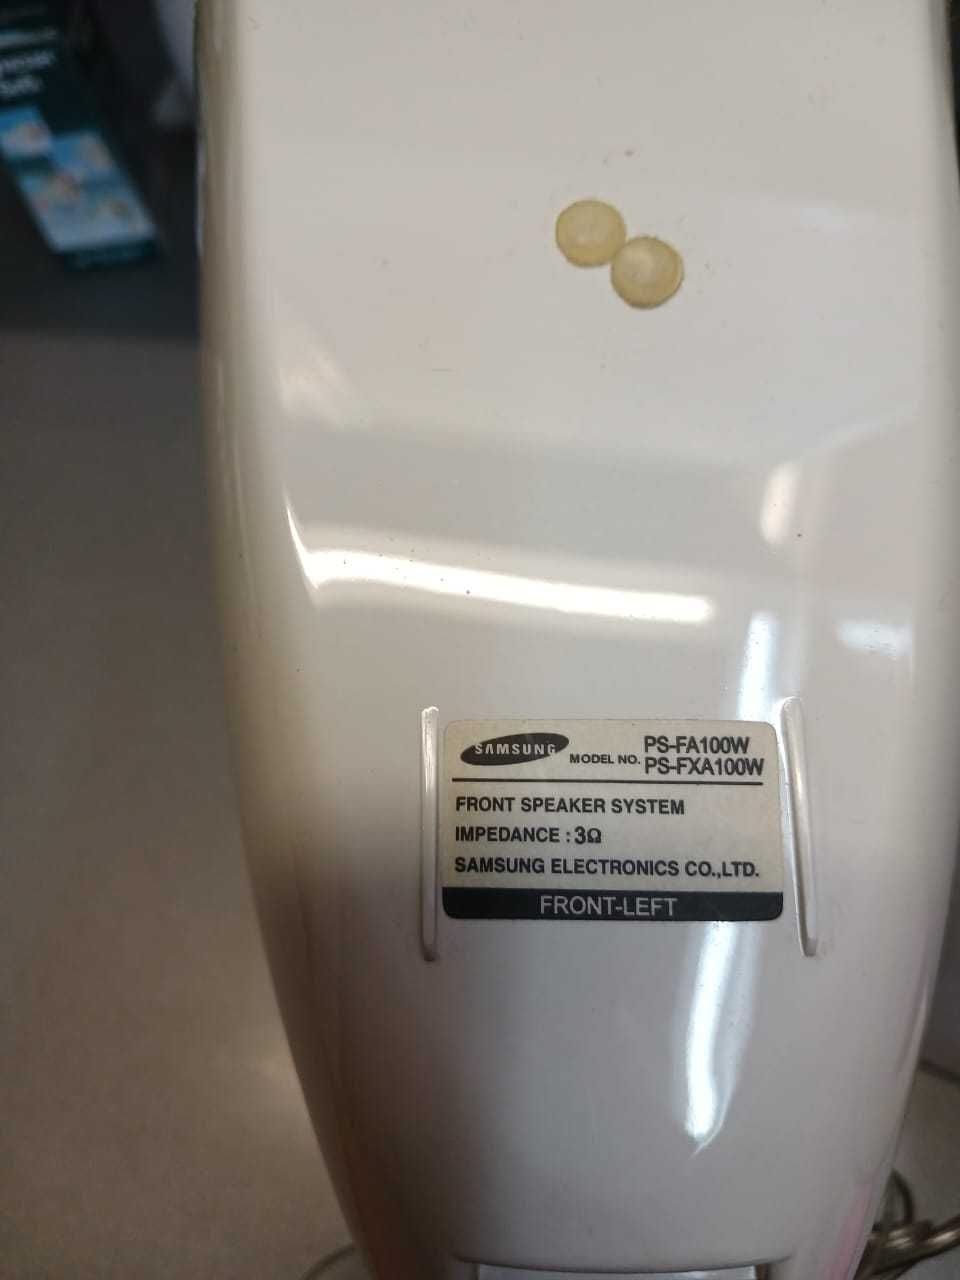 SAMSUNG
MODEL NO. PS-FA100W
PS-FXA100W
FRONT SPEAKER SYSTEM
IMPEDANCE : 3Ω
SAMSUNG ELECTRONICS CO.,LTD.
FRONT-LEFT